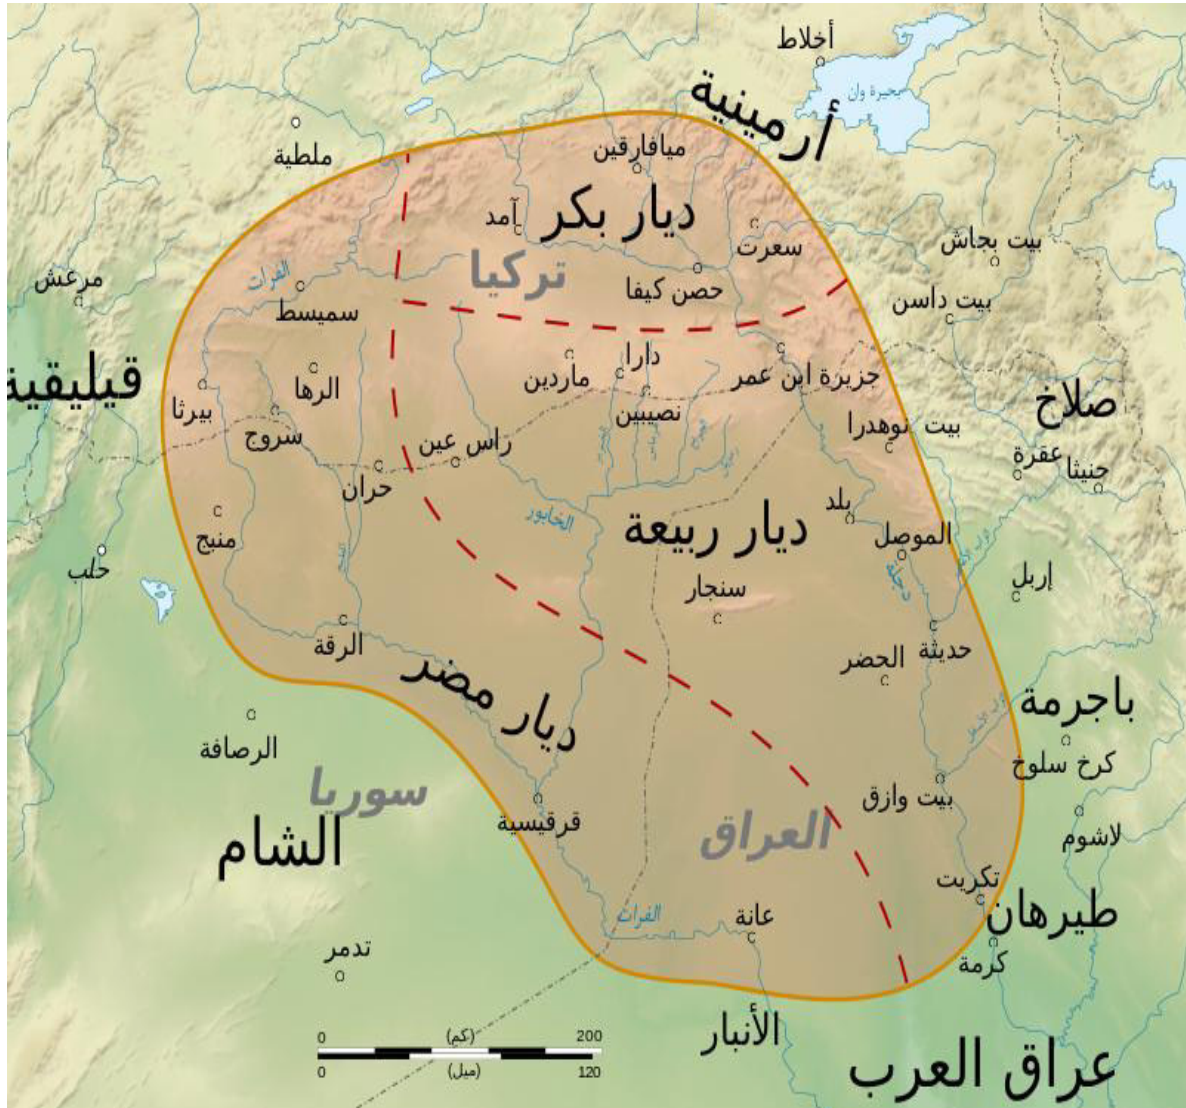 أخلاط
بحيرة وان
أرمينية
ملطية
ميافارقين
ديار بكر
آمد
سعرت
بيت بجاش
تركيا
الفرات
مرعش
حصن كيفا
بيت داسن
سميسط
قيليقية
دارا
ماردين
جزيرة ابن عمر
الرها
بيرثا
نصيبين
صلاخ
بيت نوهدرا
سروج
راس عين
عقرة
جنيثا
حران
بلد
الخابور
ديار ربيعة
الموصل
منبج
حلب
دجلة
إربل
سنجار
الرقة
حديثة
الحضر
ديار مضر
باجرمة
الرصافة
كرخ سلوخ
سوريا
بيت وازق
قرقيسية
العراق
لاشوم
الشام
تكريت
طيرهان
الفرات
عانة
تدمر
كرمة
الأنبار
0 (كم) 200
0 (ميل) 120
عراق العرب